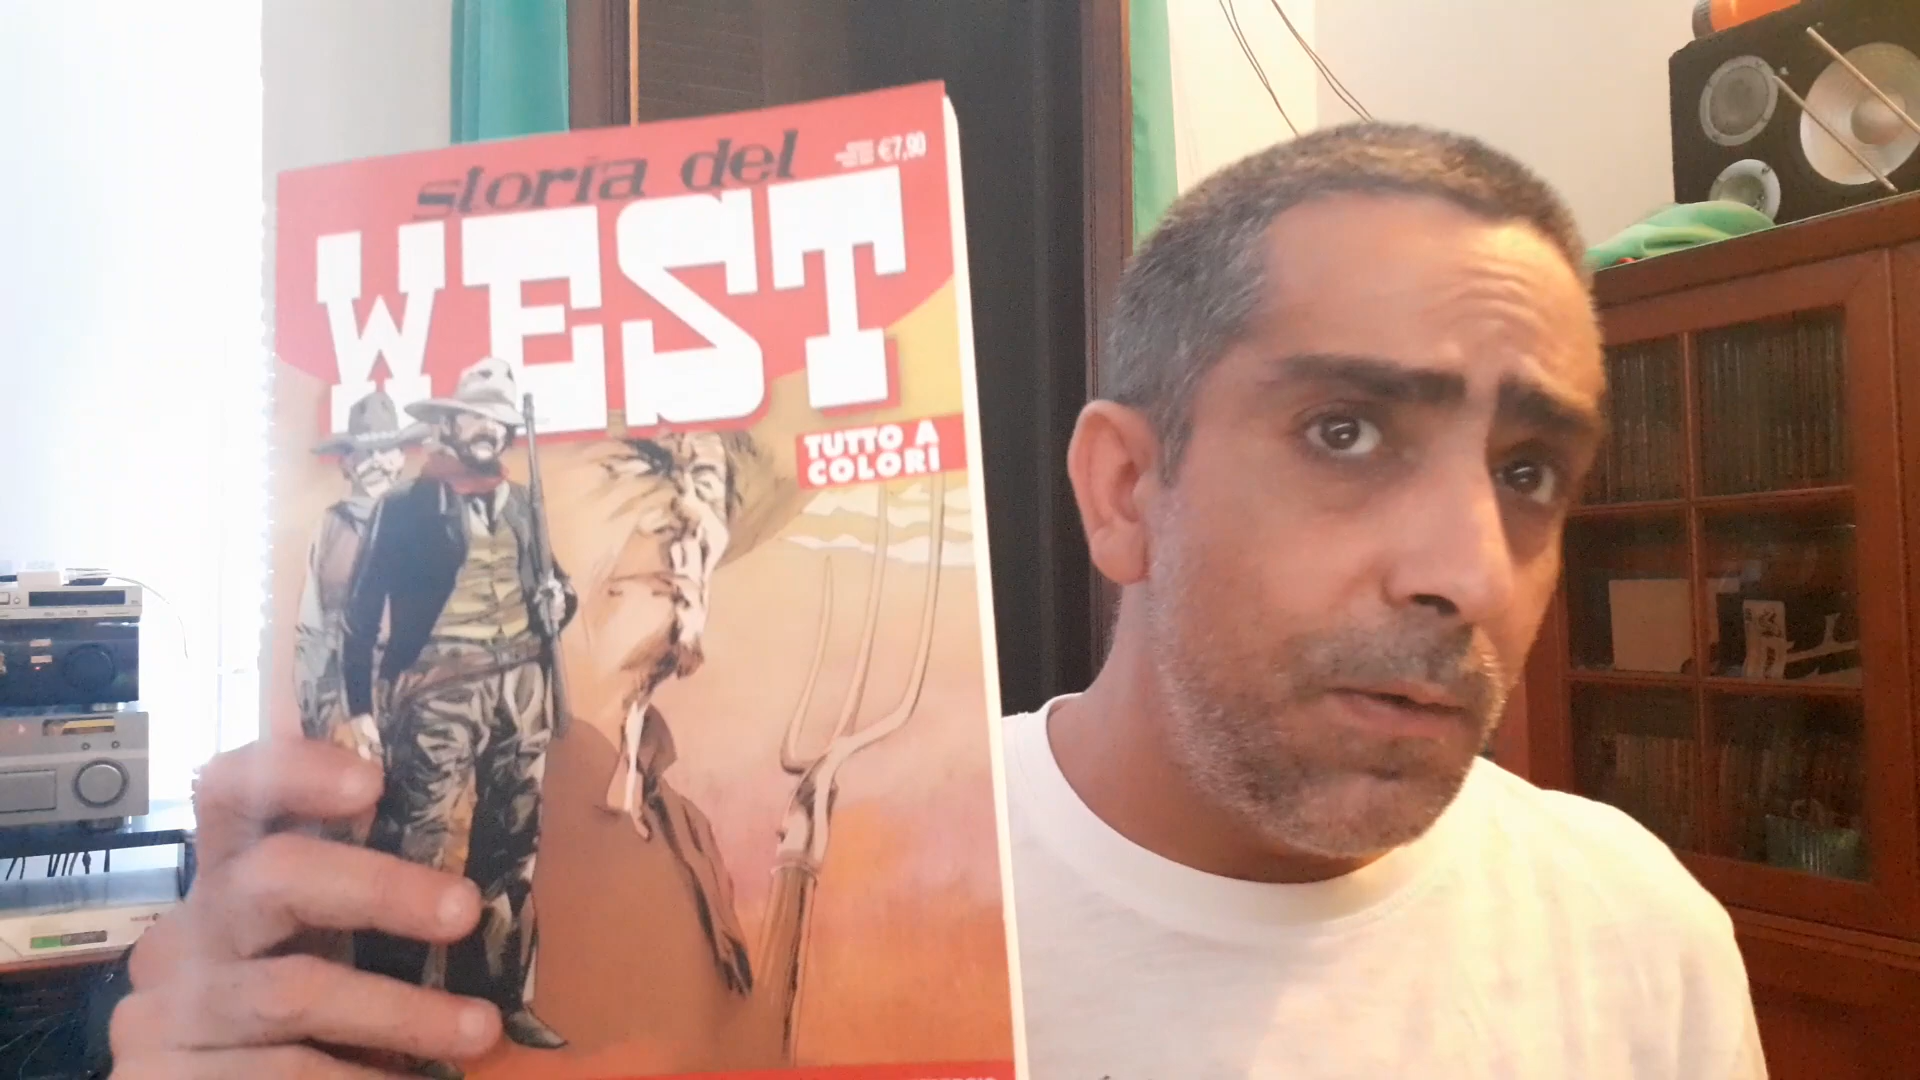 storia del
€7,90
WEST
TUTTO A
COLORI